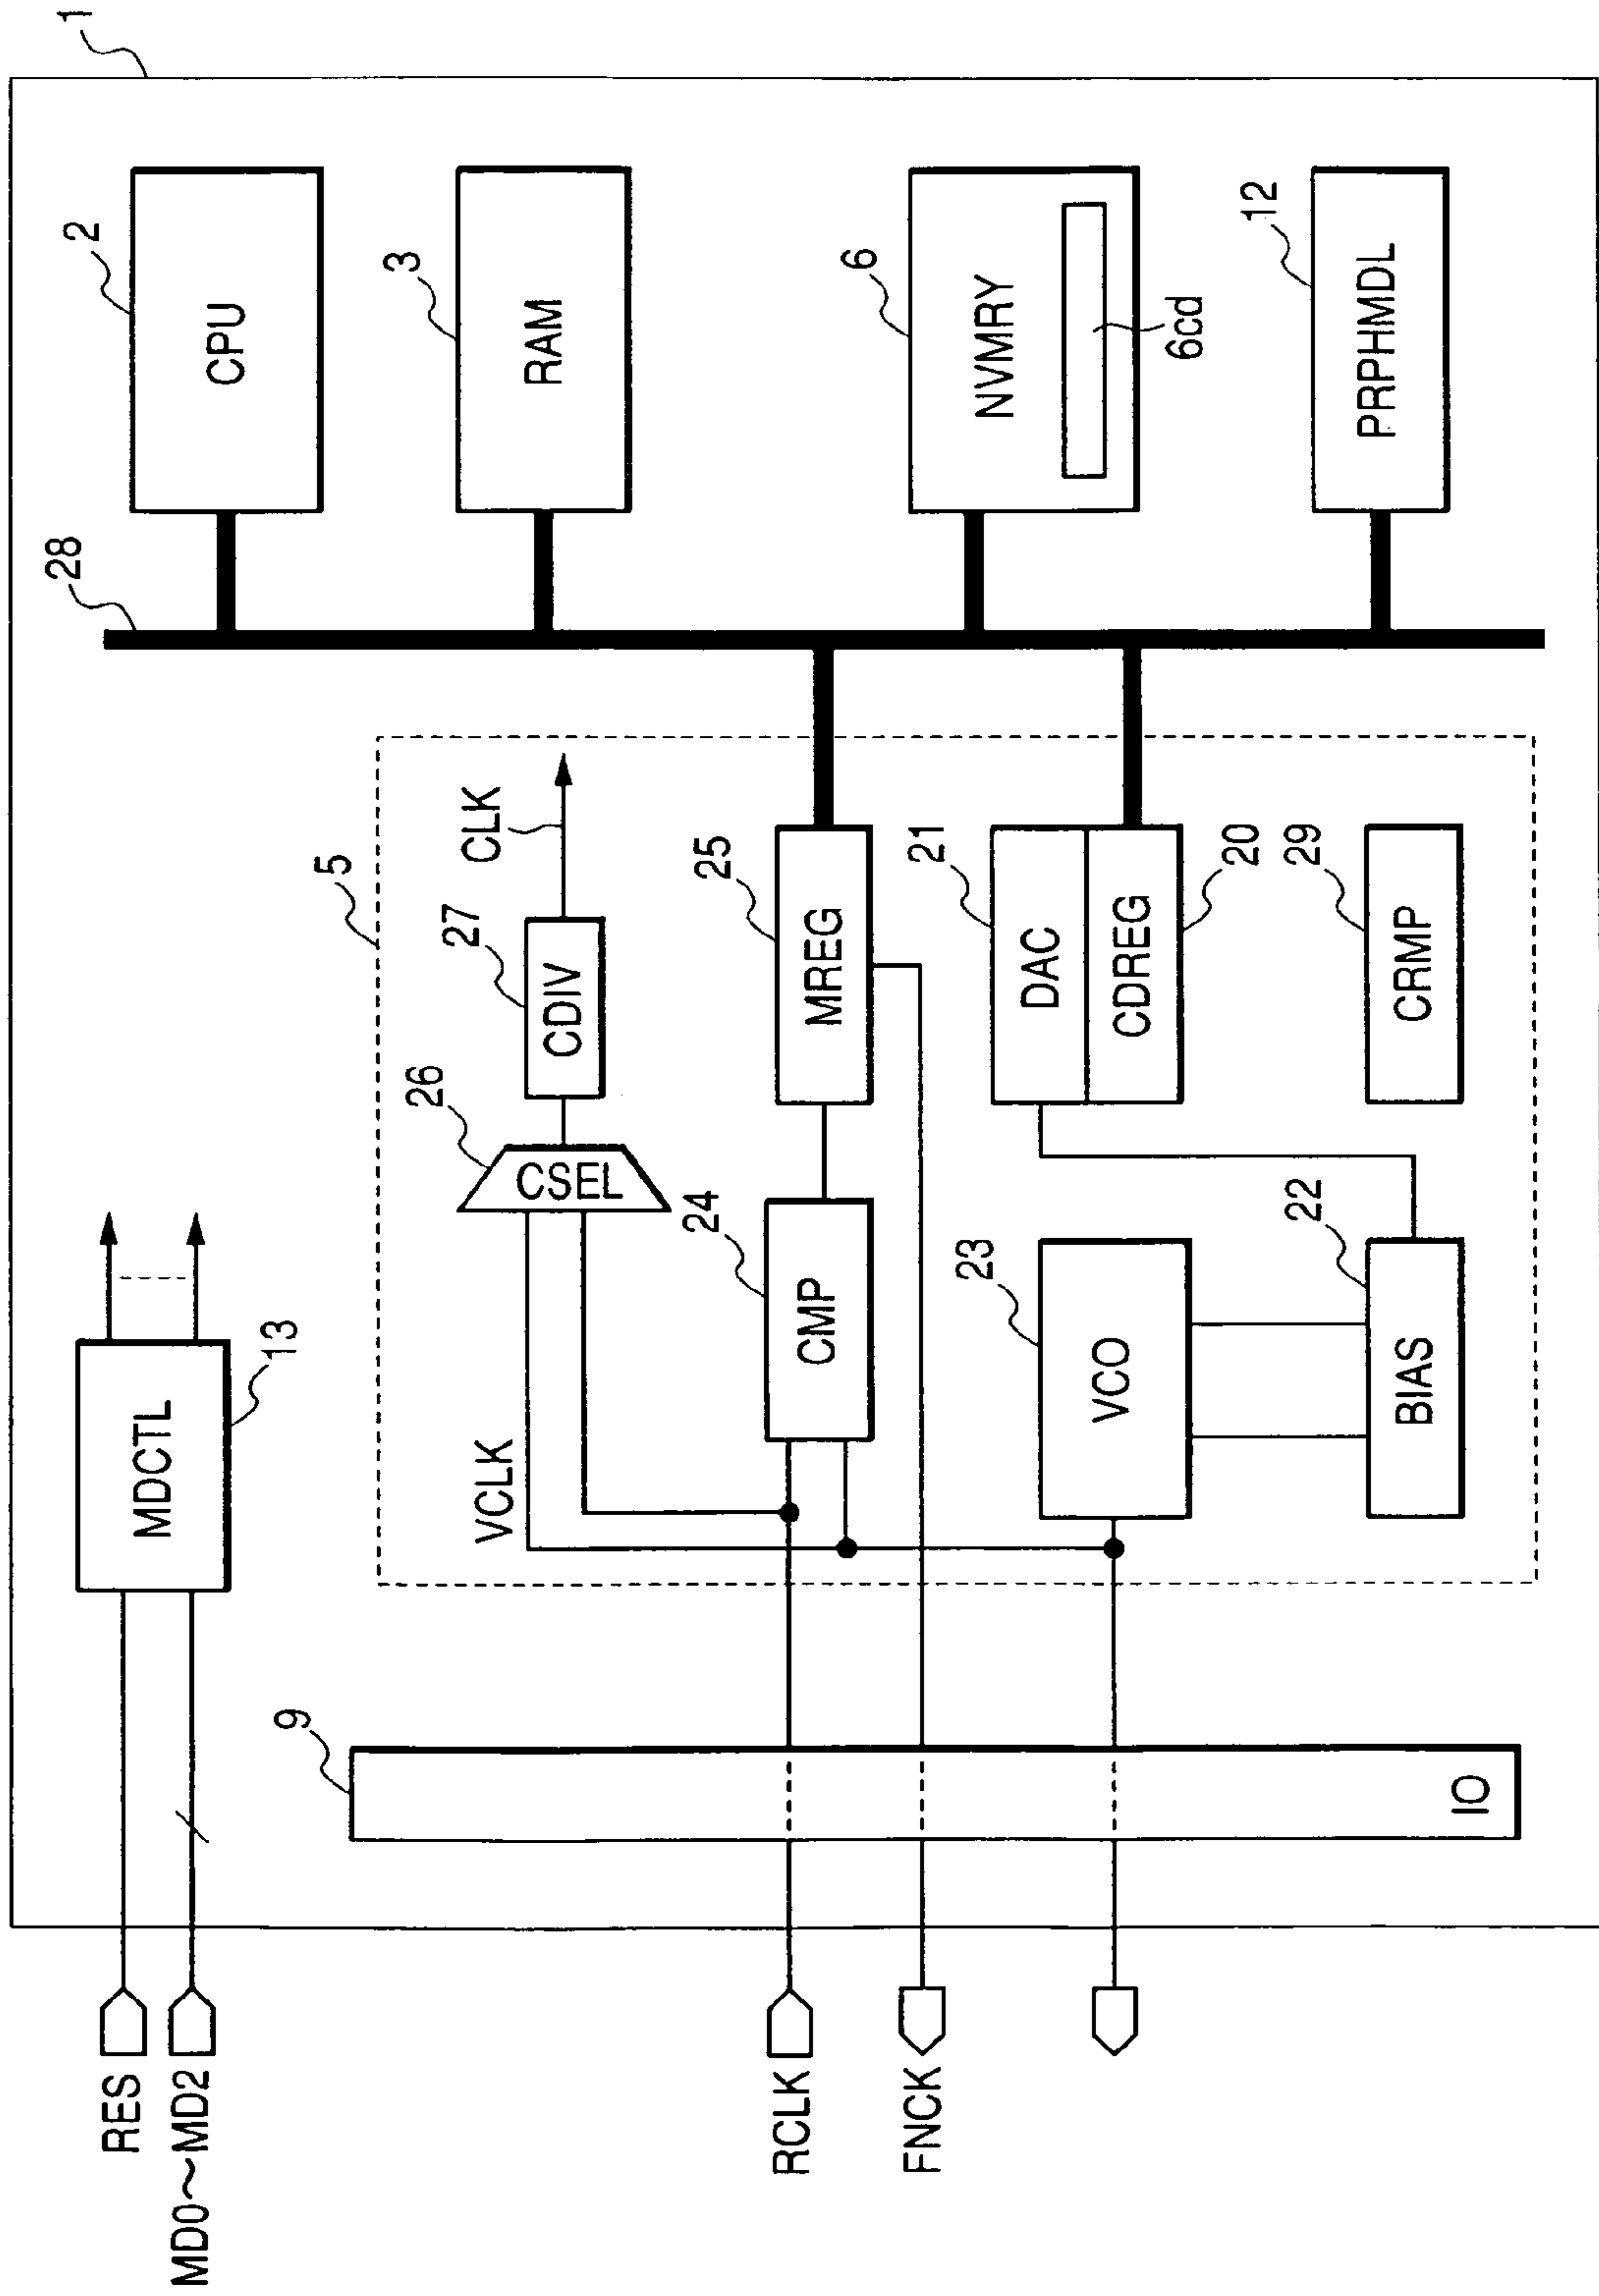 1
RES
MD0~MD2
MDCTL
13
28
2
CPU
3
RAM
5
VCLK
26
CSEL
27
CDIV
CLK
9
RCLK
24
CMP
25
MREG
6
NVMRY
6cd
FNCK
23
VCO
21
DAC
CDREG
20
12
PRPHMDL
22
BIAS
29
CRMP
IO